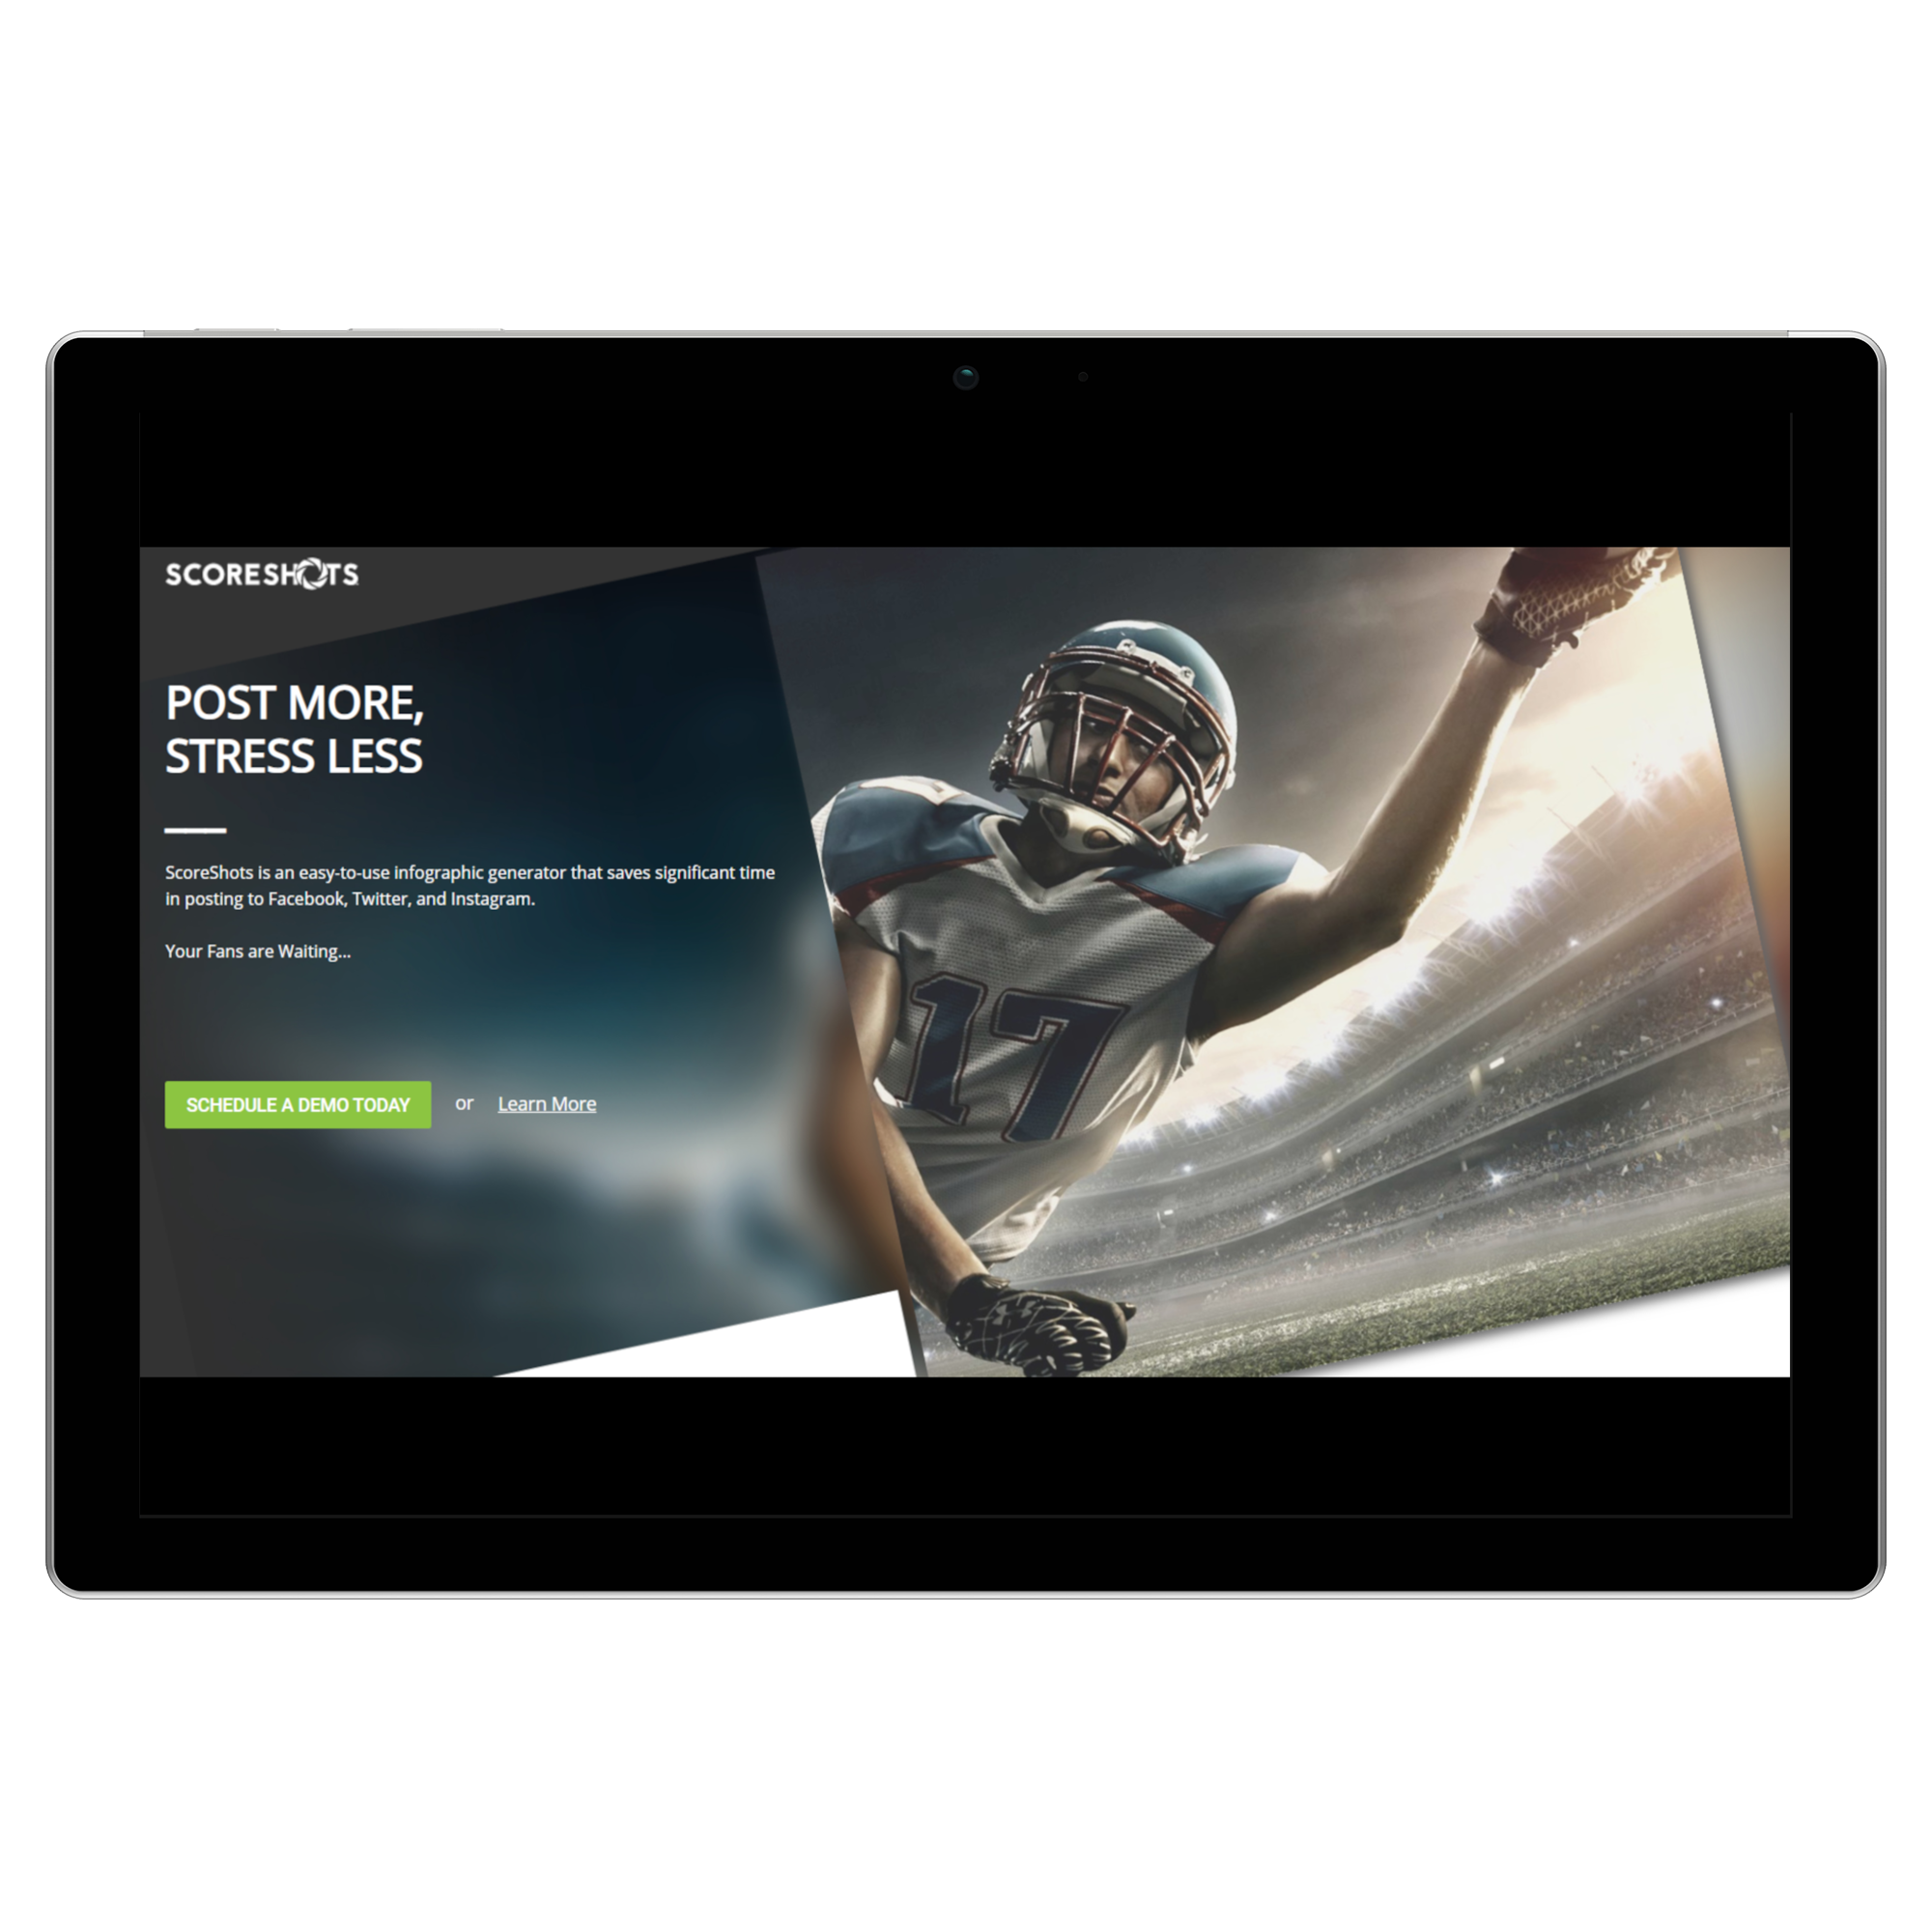 SCORESHOTS
POST MORE,
STRESS LESS
ScoreShots is an easy-to-use infographic generator that saves significant time
in posting to Facebook, Twitter, and Instagram.
Your Fans are Waiting...
SCHEDULE A DEMO TODAY or Learn More
17